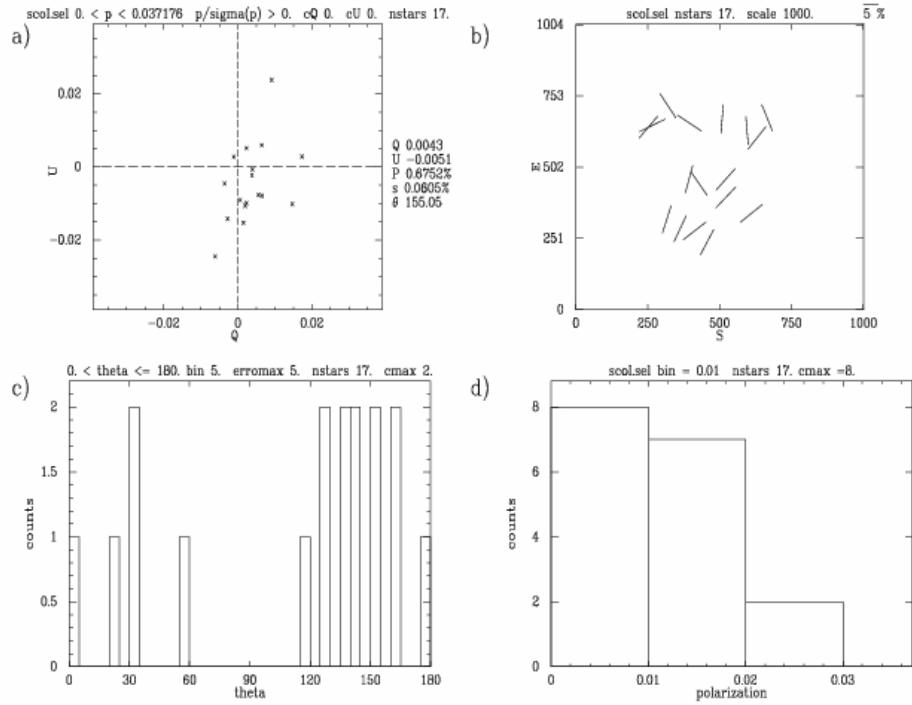 scol.sel 0. < p < 0.037176 p/sigma(p) > 0. cQ 0. cU 0. nstars 17.
a)
U
0.02
0
−0.02
−0.02 0 0.02
Q
Q 0.0043
U −0.0051
P 0.6752%
s 0.0605%
θ 155.05
scol.sel nstars 17. scale 1000.
5 %
b)
E
1004
753
502
251
0
0 250 500 750 1000
S
0. < theta <= 180. bin 5. erromax 5. nstars 17. cmax 2.
c)
counts
2
1.5
1
0.5
0
0 30 60 90 120 150 180
theta
scol.sel bin = 0.01 nstars 17. cmax =8.
d)
counts
8
6
4
2
0
0 0.01 0.02 0.03
polarization